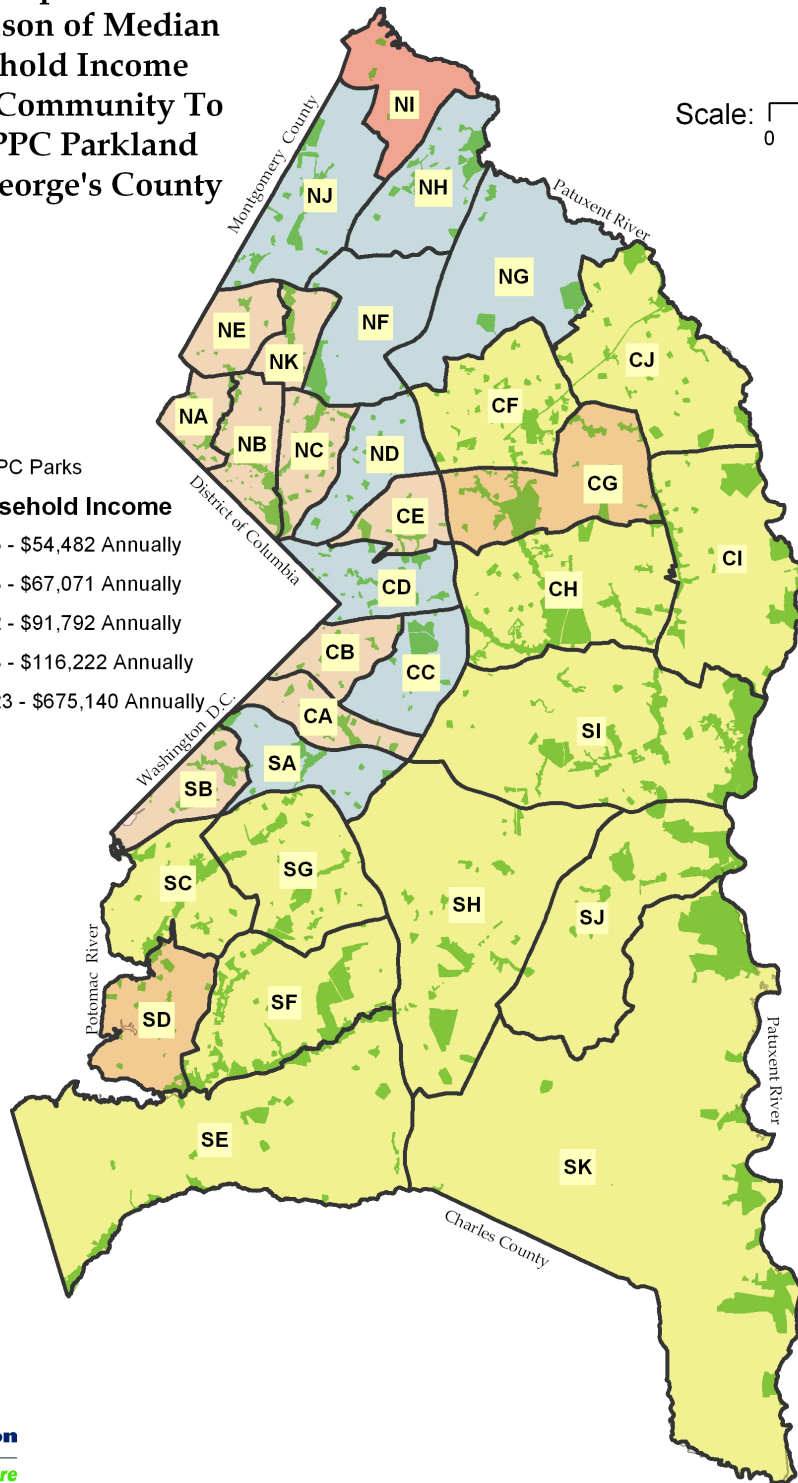 ison of Median
hold Income
Community To
PPC Parkland
eorge's County
Scale:
0
Montgomery County
Patuxent River
NI
NJ
NH
NG
NE
NF
NK
CJ
NA
CF
NB
NC
ND
CG
CE
PC Parks
District of Columbia
sehold Income
- $54,482 Annually
CI
CD
CH
- $67,071 Annually
- $91,792 Annually
CB
CC
- $116,222 Annually
23 - $675,140 Annually
CA
SI
Washington D.C.
SA
SB
SC
SG
SH
SJ
Potomac River
SF
SD
Patuxent River
SE
SK
Charles County
on
re